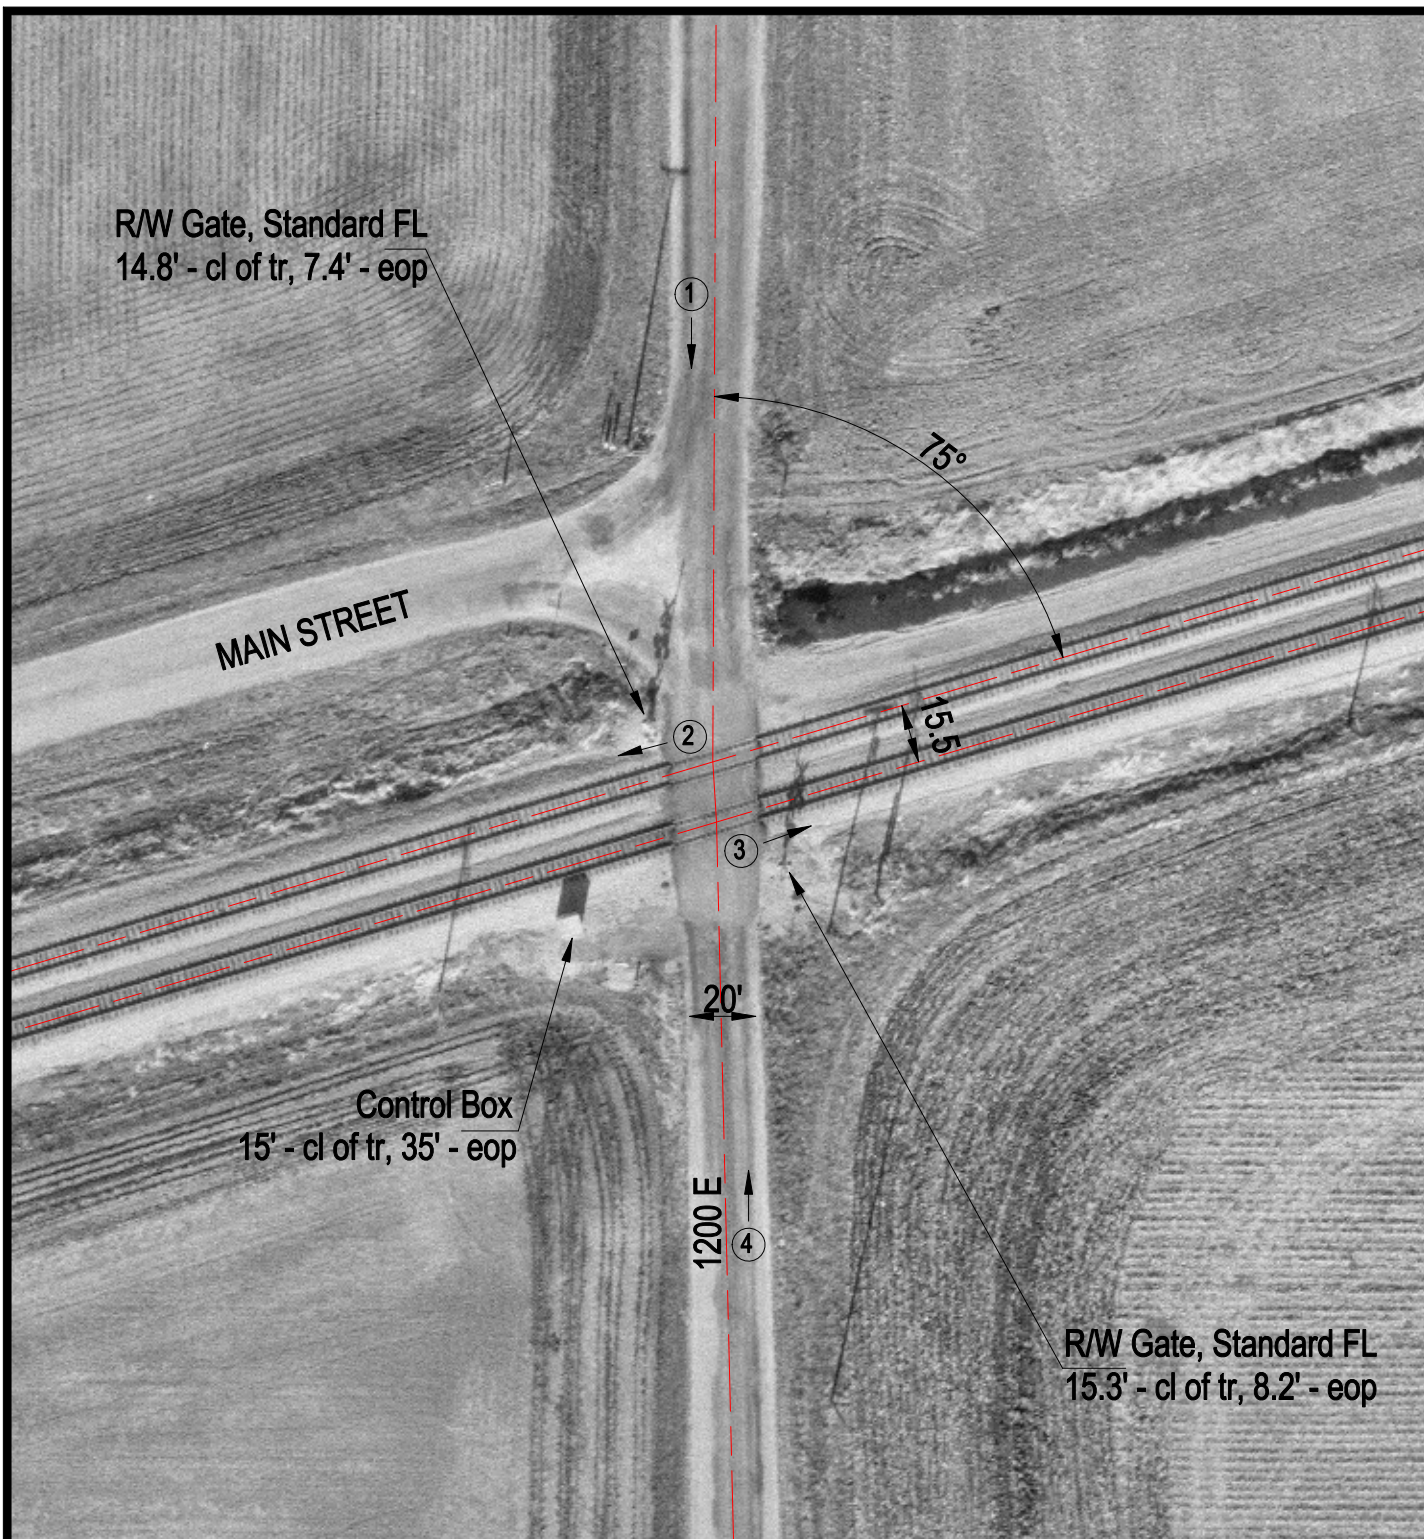 R/W Gate, Standard FL
14.8' - cl of tr, 7.4' - eop
1
75°
MAIN STREET
15.5
2
3
20'
Control Box
15' - cl of tr, 35' - eop
1200 E
4
R/W Gate, Standard FL
15.3' - cl of tr, 8.2' - eop